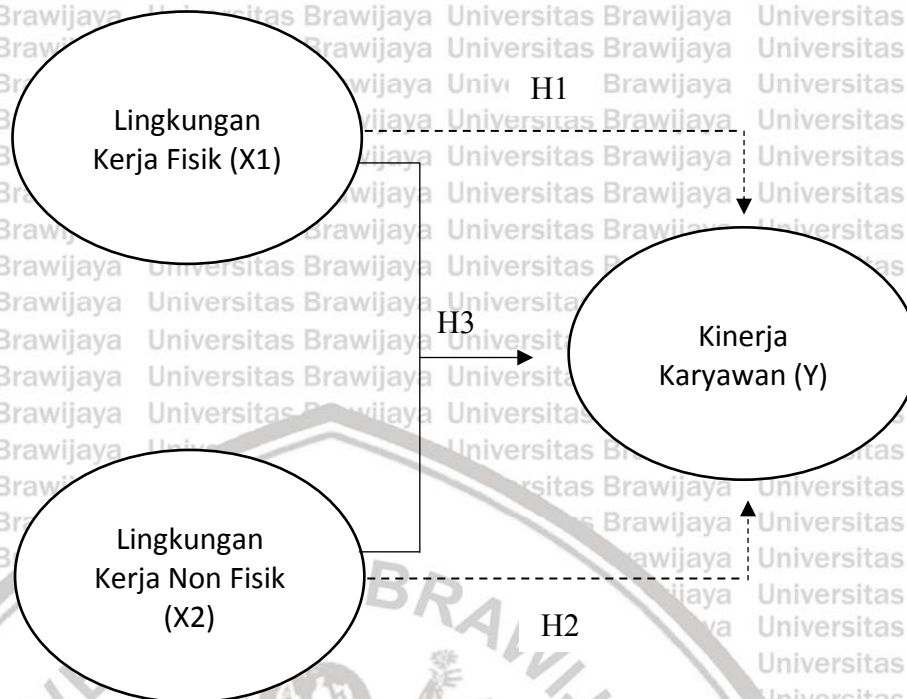 H1
Lingkungan
Kerja Fisik (X1)
H3
Kinerja
Karyawan (Y)
Lingkungan
Kerja Non Fisik
(X2)
H2